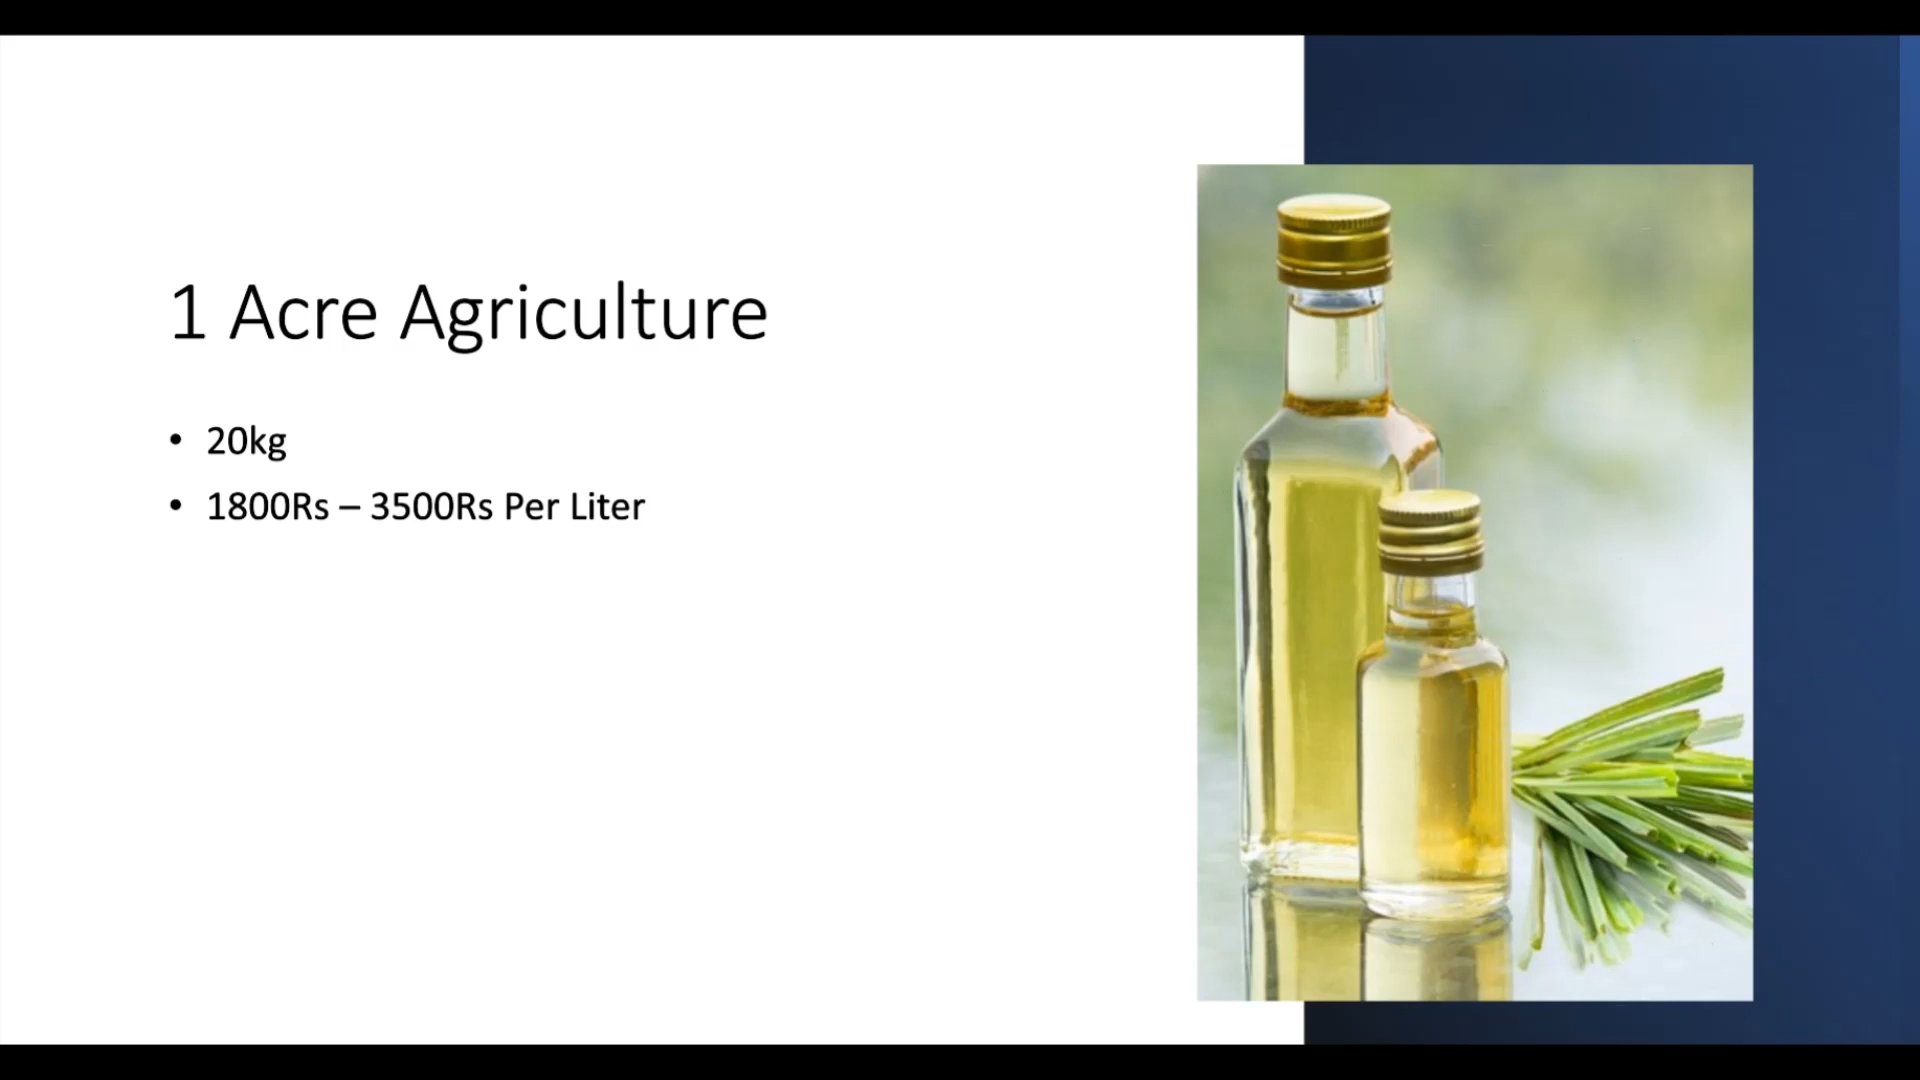 1 Acre Agriculture
• 20kg
• 1800Rs – 3500Rs Per Liter